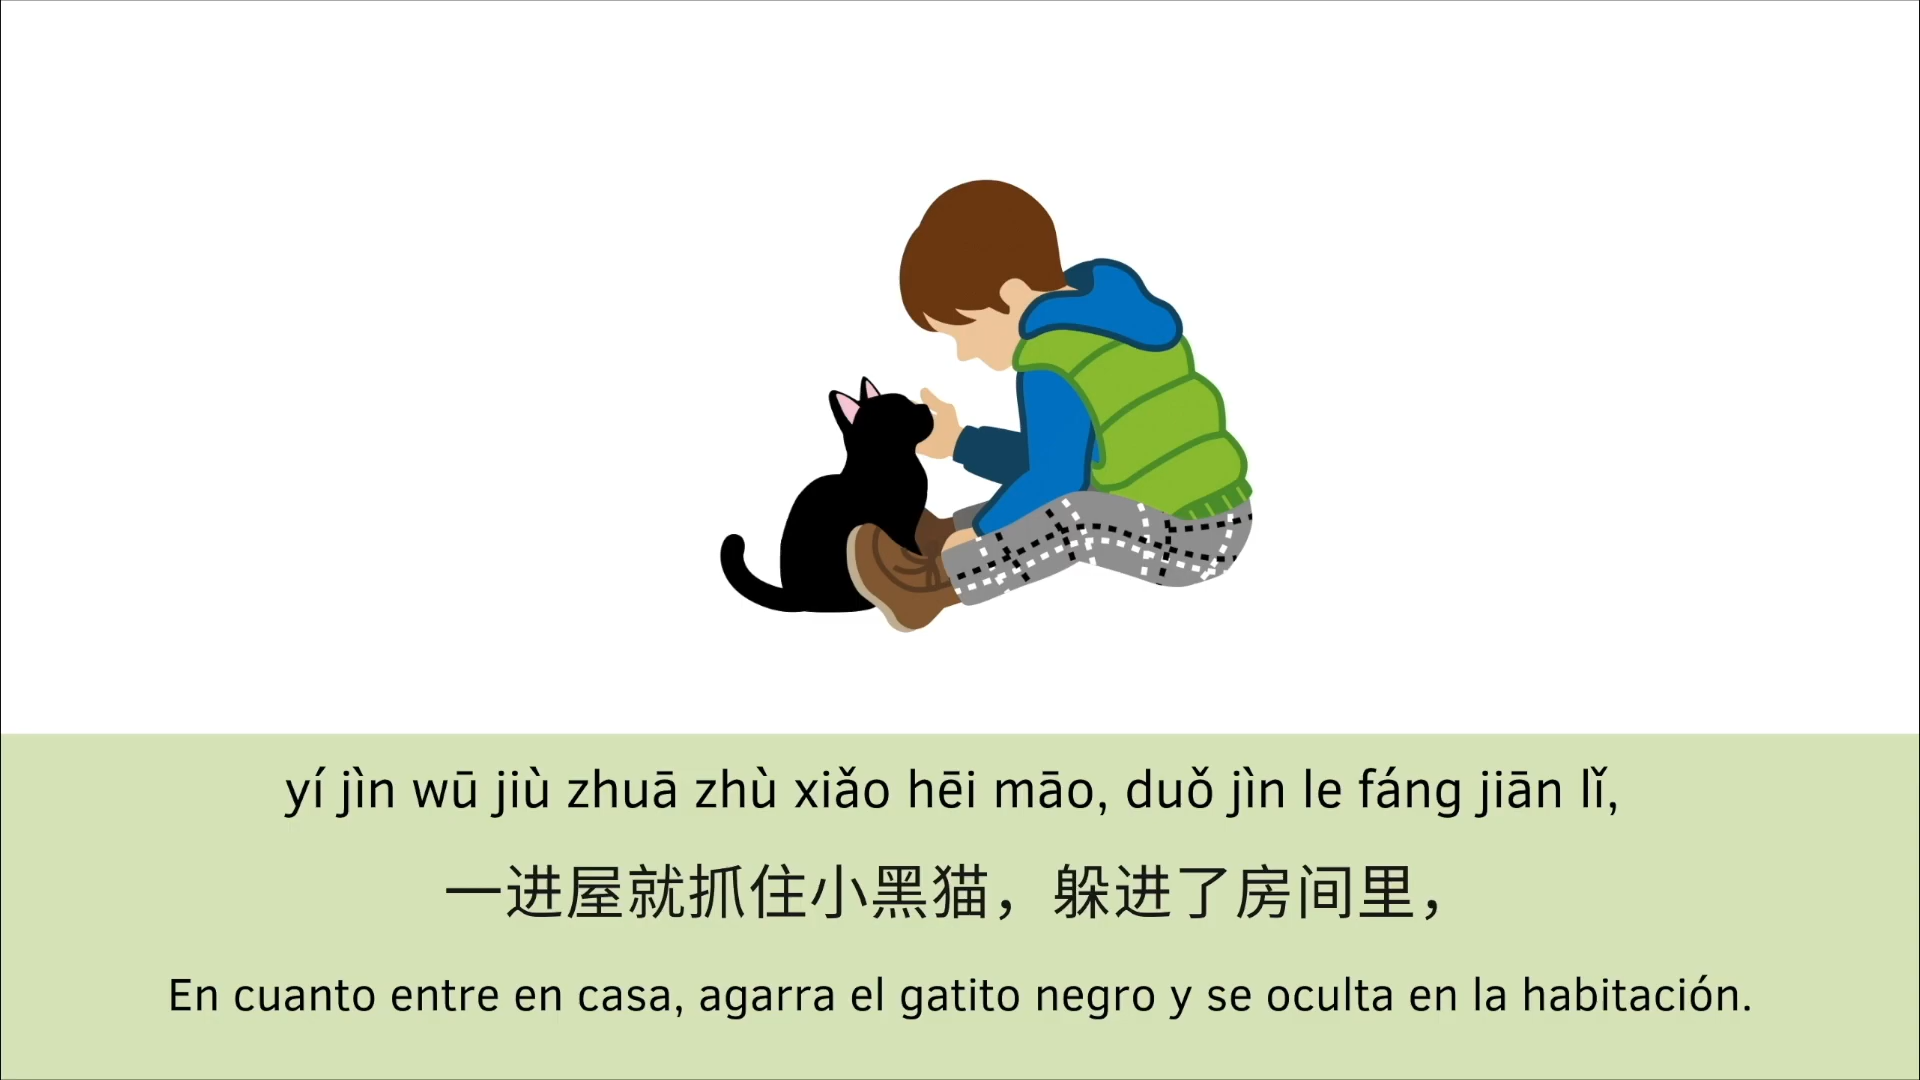 yí jìn wū jiù zhuā zhù xiǎo hēi māo, duǒ jìn le fáng jiān lǐ,
一进屋就抓住小黑猫，躲进了房间里，
En cuanto entre en casa, agarra el gatito negro y se oculta en la habitación.